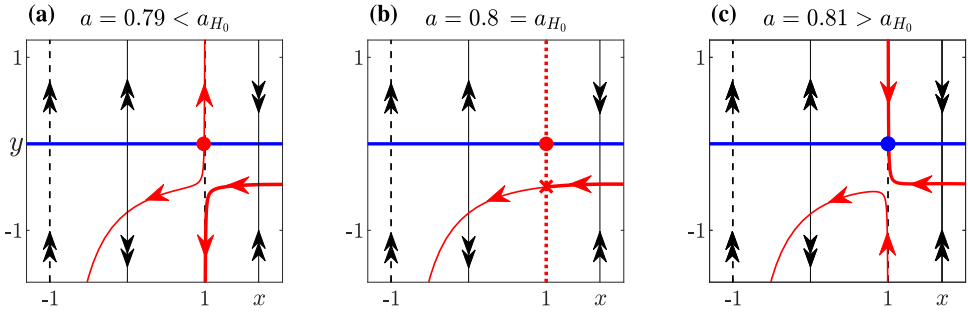 (a) a = 0.79 < a_{H_0}
1
y
-1
-1 1 x
(b) a = 0.8 = a_{H_0}
1
-1
-1 1 x
(c) a = 0.81 > a_{H_0}
1
-1
-1 1 x